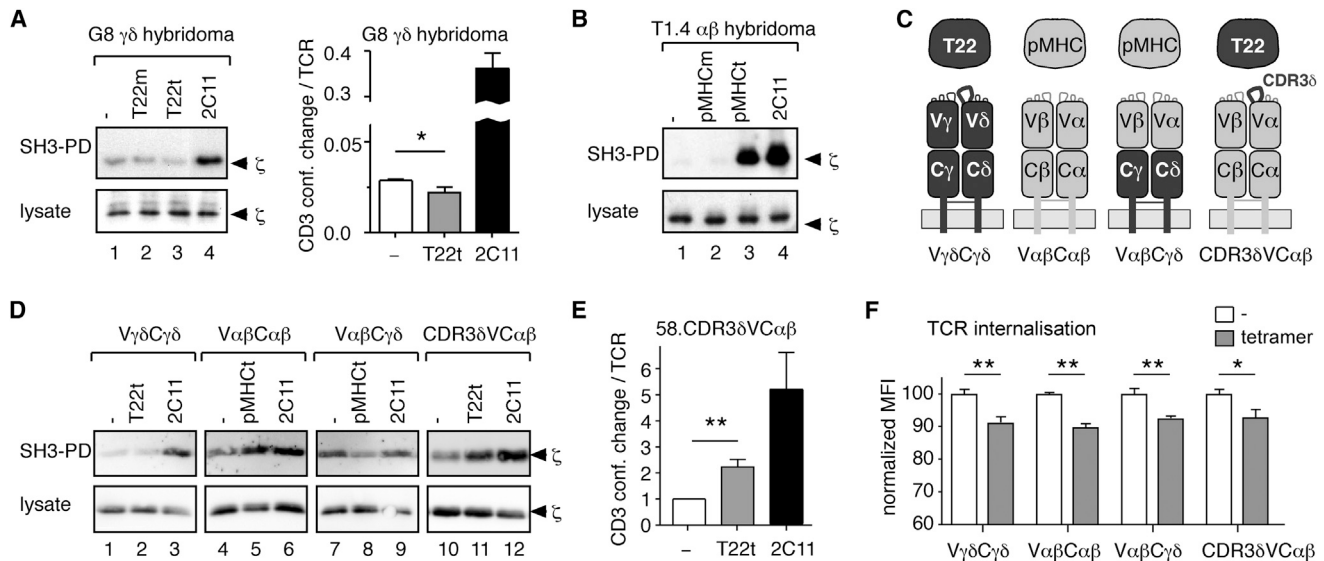 A
G8 γδ hybridoma
- T22m T22t 2C11
SH3-PD
ζ
lysate
ζ
1 2 3 4
G8 γδ hybridoma
CD3 conf. change / TCR
0.4
0.3
0.05
0.0
*
– T22t 2C11
B
T1.4 αβ hybridoma
- pMHCm pMHCt 2C11
SH3-PD
ζ
lysate
ζ
1 2 3 4
C
T22 pMHC pMHC T22
CDR3δ
Vγ Vδ Vβ Vα Vβ Vα Vβ Vα
Cγ Cδ Cβ Cα Cγ Cδ Cβ Cα
VγδCγδ VαβCαβ VαβCγδ CDR3δVCαβ
D
VγδCγδ VαβCαβ VαβCγδ CDR3δVCαβ
- T22t 2C11 - pMHCt 2C11 - pMHCt 2C11 - T22t 2C11
SH3-PD
ζ
lysate
ζ
1 2 3 4 5 6 7 8 9 10 11 12
E
58.CDR3δVCαβ
CD3 conf. change / TCR
6
5
4
3
2
1
0
**
– T22t 2C11
F
TCR internalisation
-
tetramer
normalized MFI
100
90
80
70
60
** ** ** *
VγδCγδ VαβCαβ VαβCγδ CDR3δVCαβ